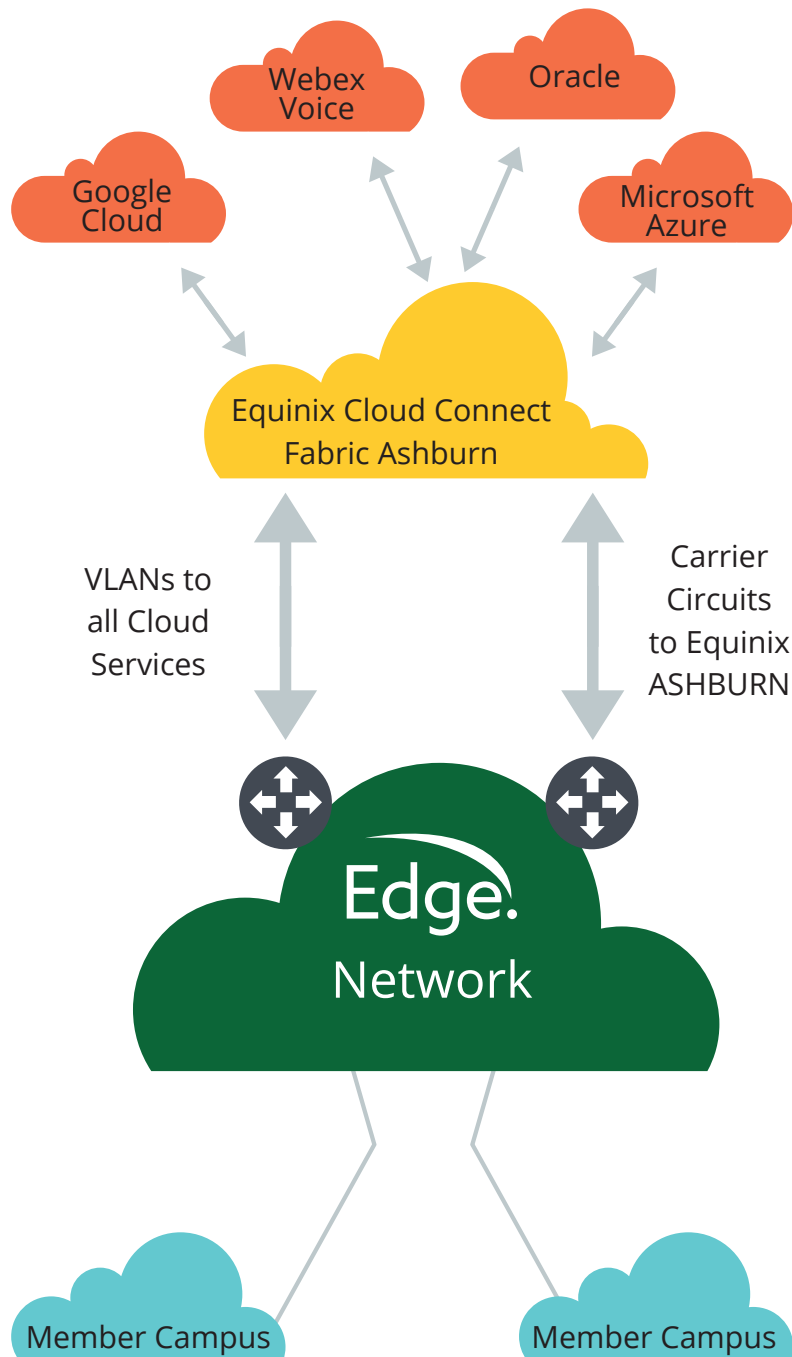 Webex
Voice
Oracle
Google
Cloud
Microsoft
Azure
Equinix Cloud Connect
Fabric Ashburn
VLANs to
all Cloud
Services
Carrier
Circuits
to Equinix
ASHBURN
Edge.
Network
Member Campus
Member Campus